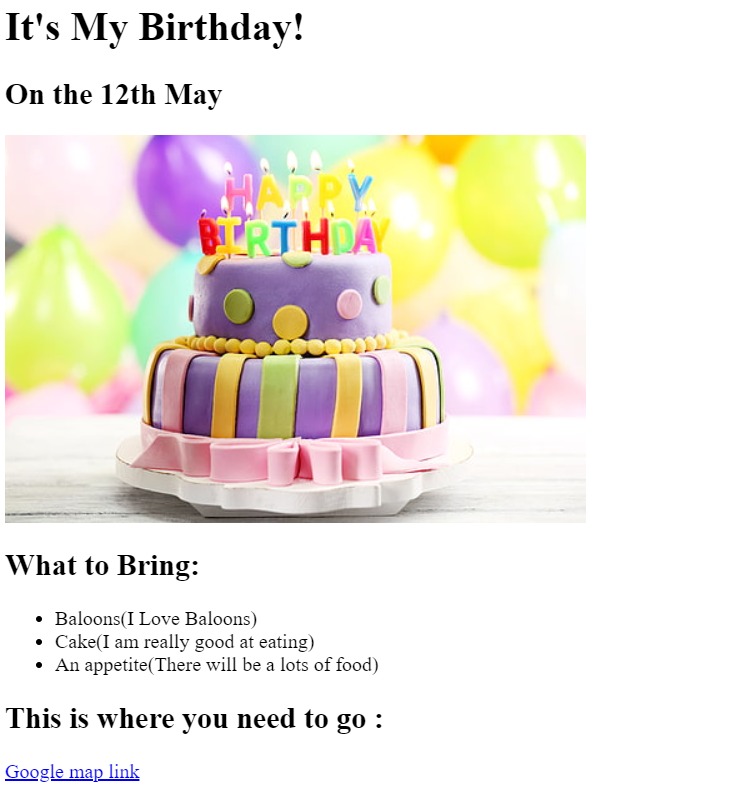 It's My Birthday!
On the 12th May
HAPPY
BIRTHDAY
What to Bring:
Baloons(I Love Baloons)
Cake(I am really good at eating)
An appetite(There will be a lots of food)
This is where you need to go :
Google map link